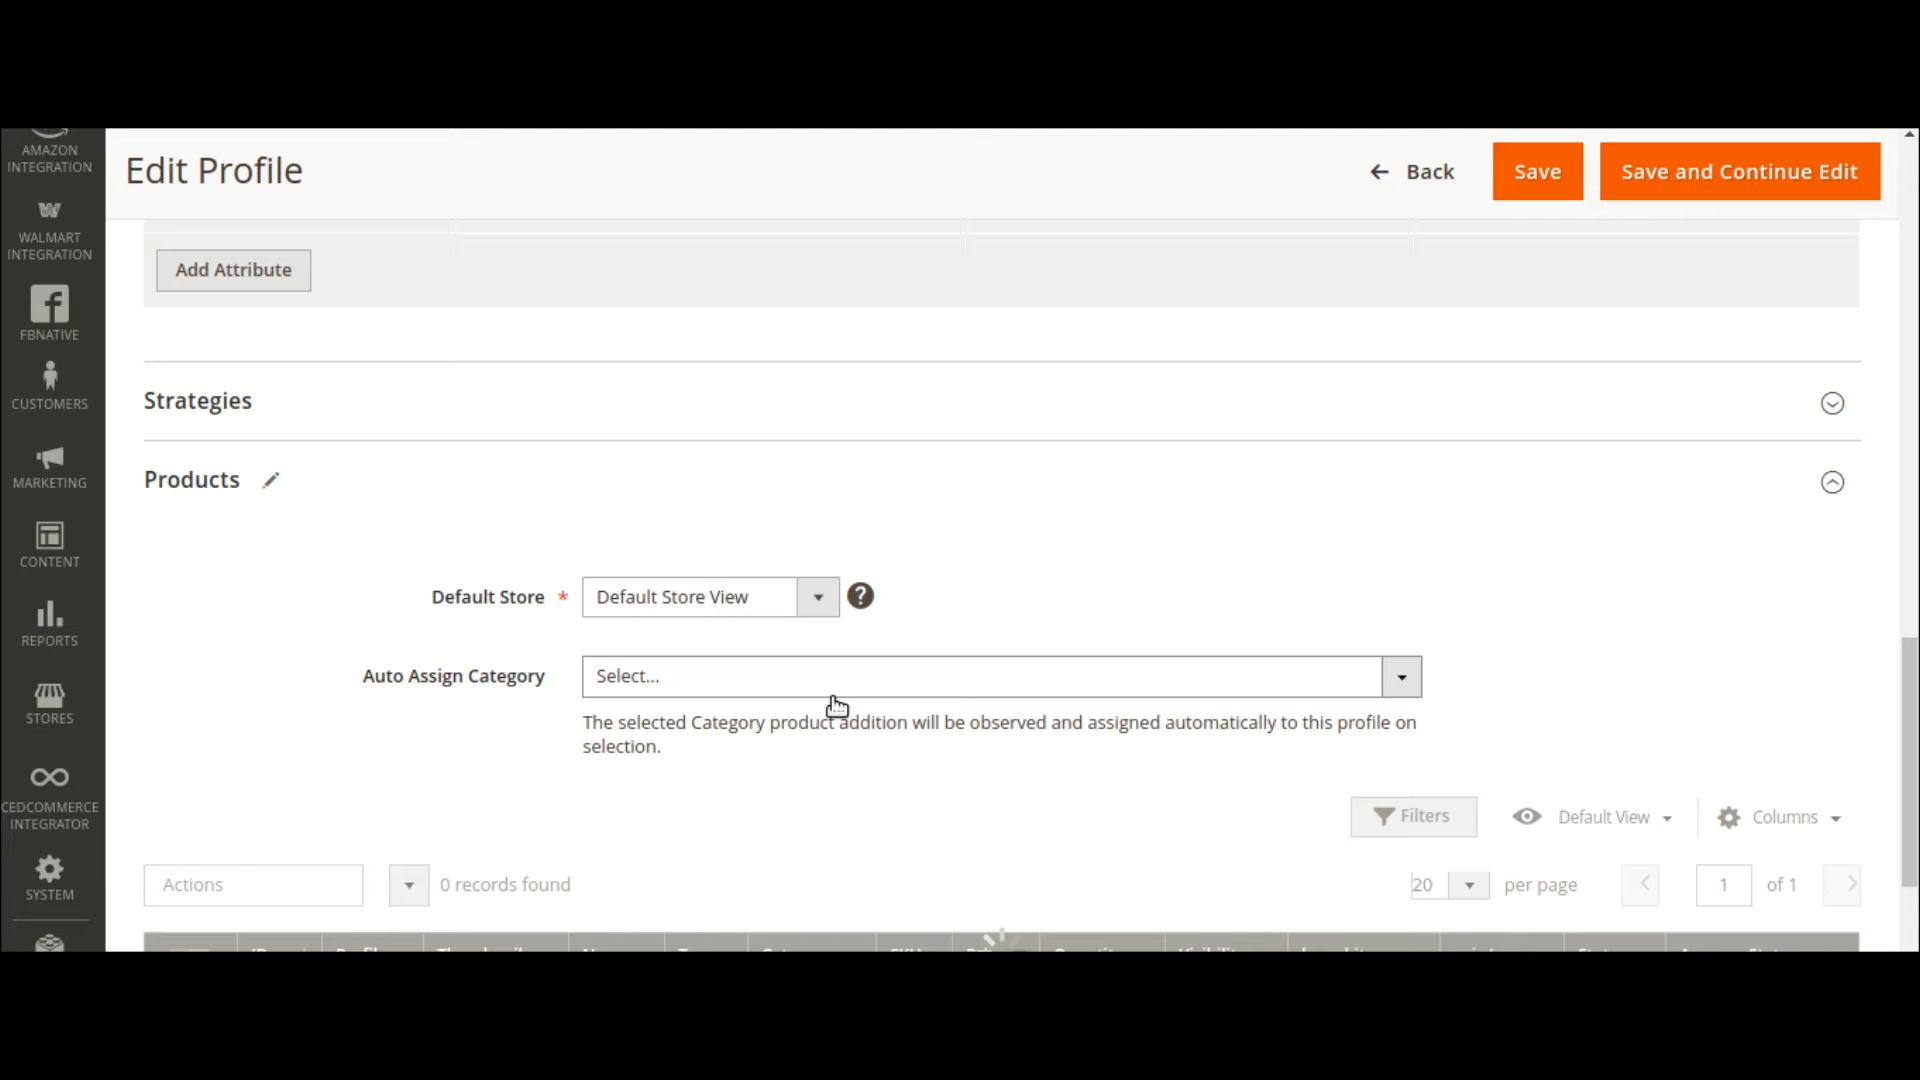 AMAZON
INTEGRATION
WALMART
INTEGRATION
FBNATIVE
CUSTOMERS
MARKETING
CONTENT
REPORTS
STORES
CEDCOMMERCE
INTEGRATOR
SYSTEM
Edit Profile
Back
Save
Save and Continue Edit
Add Attribute
Strategies
Products
Default Store *
Default Store View
?
Auto Assign Category
Select...
The selected Category product addition will be observed and assigned automatically to this profile on
selection.
Filters
Default View
Columns
Actions
0 records found
20
per page
1
of 1